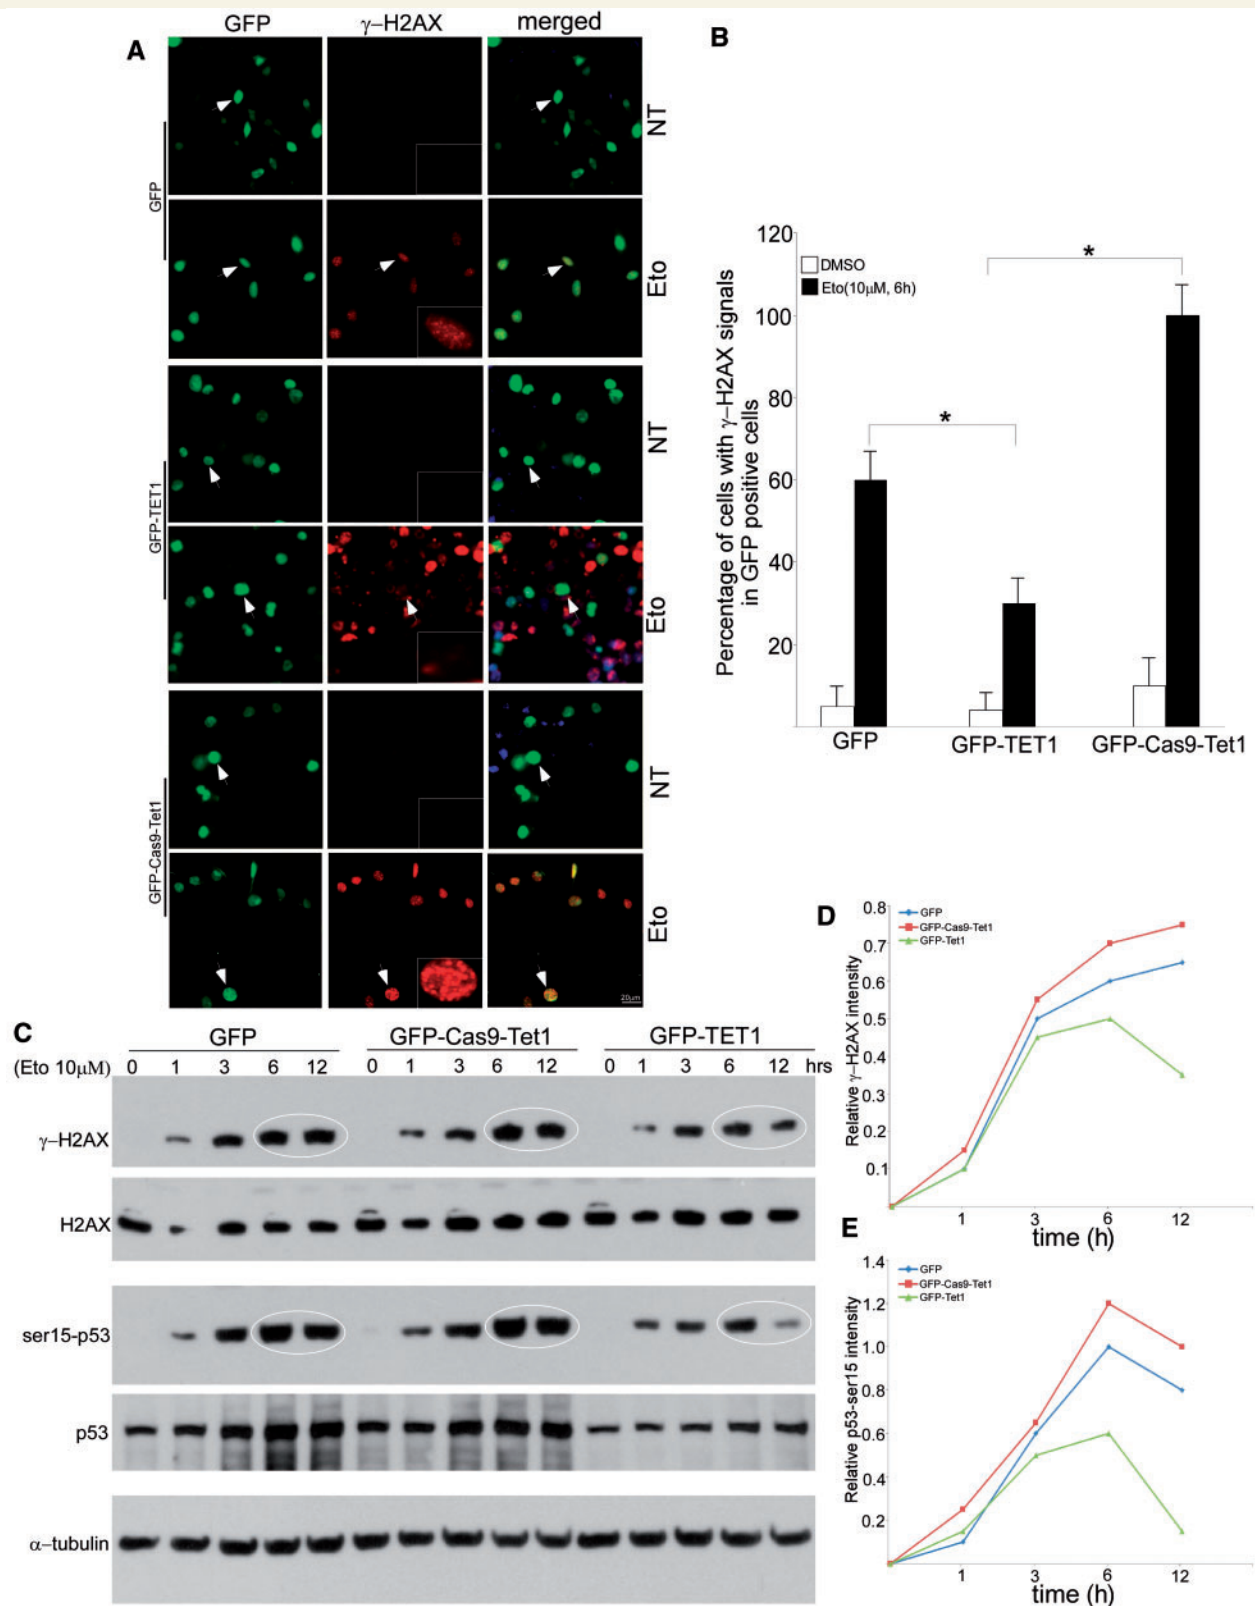 A
GFP γ–H2AX merged
NT
GFP
Eto
NT
GFP-TET1
Eto
NT
GFP-Cas9-Tet1
Eto
20μm
B
Percentage of cells with γ–H2AX signals
in GFP positive cells
120
100
80
60
40
20
DMSO
Eto(10μM, 6h)
*
*
GFP GFP-TET1 GFP-Cas9-Tet1
C
GFP GFP-Cas9-Tet1 GFP-TET1
(Eto 10μM) 0 1 3 6 12 0 1 3 6 12 0 1 3 6 12 hrs
γ–H2AX
H2AX
ser15-p53
p53
α–tubulin
D
Relative γ–H2AX intensity
0.8
0.7
0.6
0.5
0.4
0.3
0.2
0.1
GFP
GFP-Cas9-Tet1
GFP-Tet1
1 3 6 12
time (h)
E
Relative p53-ser15 intensity
1.4
1.2
1.0
0.8
0.6
0.4
0.2
GFP
GFP-Cas9-Tet1
GFP-Tet1
1 3 6 12
time (h)